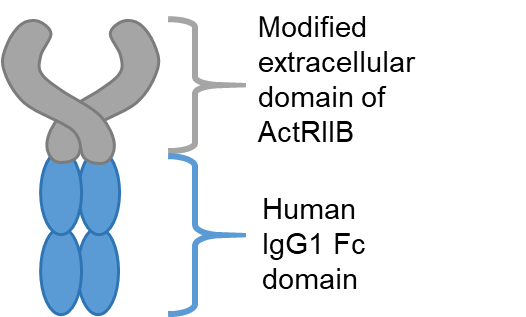 Modified
extracellular
domain of
ActRIIB
Human
IgG1 Fc
domain